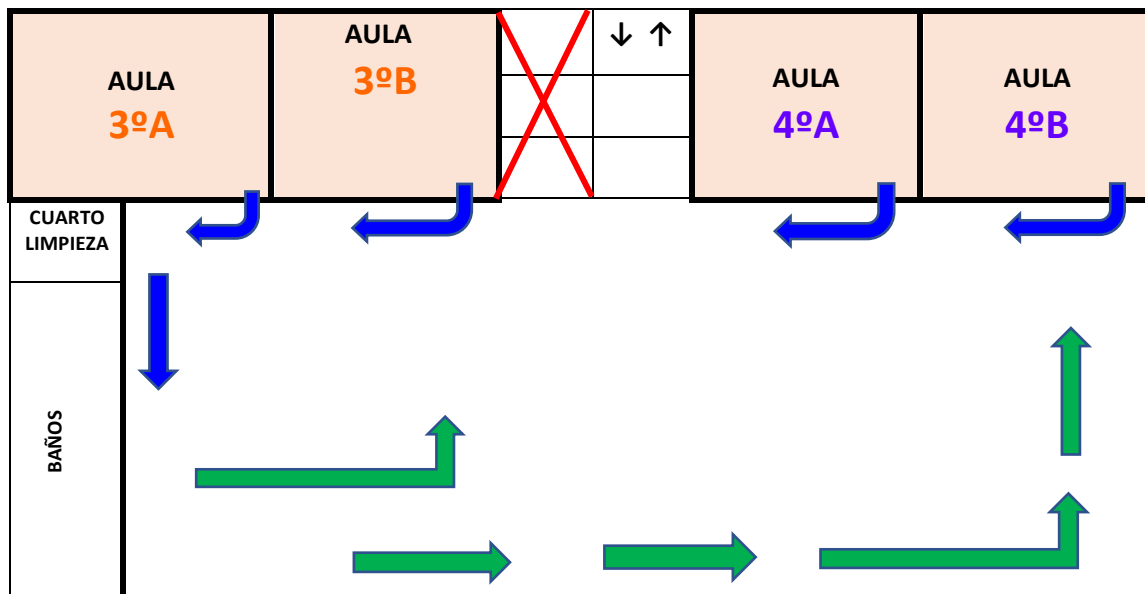 AULA
3ºA
AULA
3ºB
↓ ↑
AULA
4ºA
AULA
4ºB
CUARTO
LIMPIEZA
BAÑOS